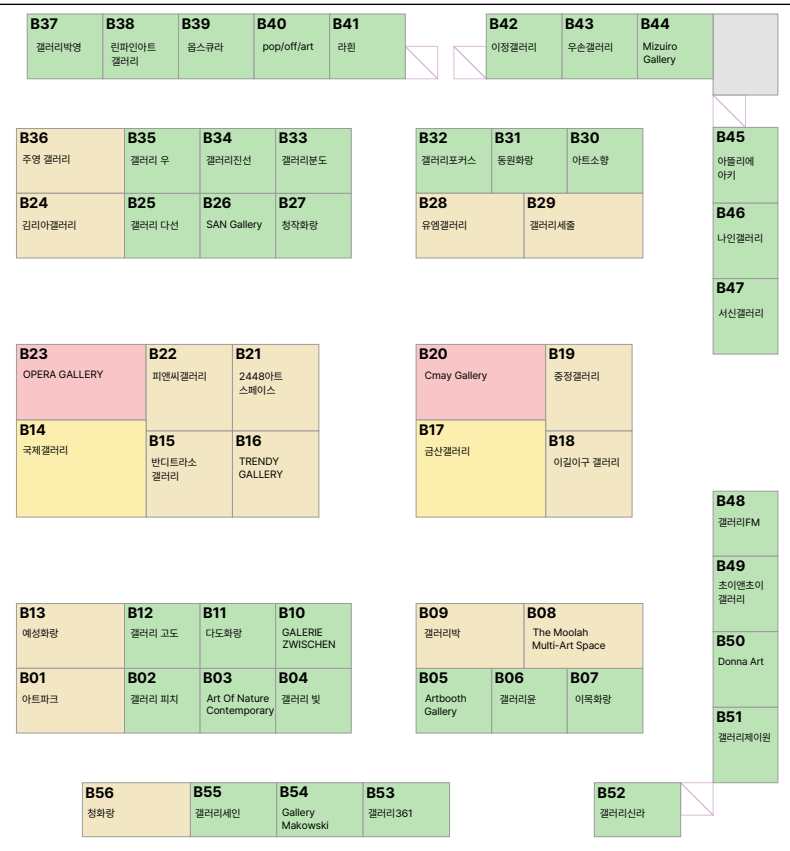 B37
갤러리박영
B38
린파인아트
갤러리
B39
옵스큐라
B40
pop/off/art
B41
라흰
B42
이정갤러리
B43
우손갤러리
B44
Mizuiro
Gallery
B36
주영 갤러리
B35
갤러리 우
B34
갤러리진선
B33
갤러리분도
B32
갤러리포커스
B31
동원화랑
B30
아트소향
B45
아뜰리에
아키
B24
김리아갤러리
B25
갤러리 다선
B26
SAN Gallery
B27
청작화랑
B28
유엠갤러리
B29
갤러리세줄
B46
나인갤러리
B47
서신갤러리
B23
OPERA GALLERY
B22
피앤씨갤러리
B21
2448아트
스페이스
B20
Cmay Gallery
B19
중정갤러리
B14
국제갤러리
B15
반디트라소
갤러리
B16
TRENDY
GALLERY
B17
금산갤러리
B18
이길이구 갤러리
B48
갤러리FM
B49
초이앤초이
갤러리
B13
예성화랑
B12
갤러리 고도
B11
다도화랑
B10
GALERIE
ZWISCHEN
B09
갤러리박
B08
The Moolah
Multi-Art Space
B50
Donna Art
B01
아트파크
B02
갤러리 피치
B03
Art Of Nature
Contemporary
B04
갤러리 빛
B05
Artbooth
Gallery
B06
갤러리윤
B07
이목화랑
B51
갤러리제이원
B56
청화랑
B55
갤러리세인
B54
Gallery
Makowski
B53
갤러리361
B52
갤러리신라